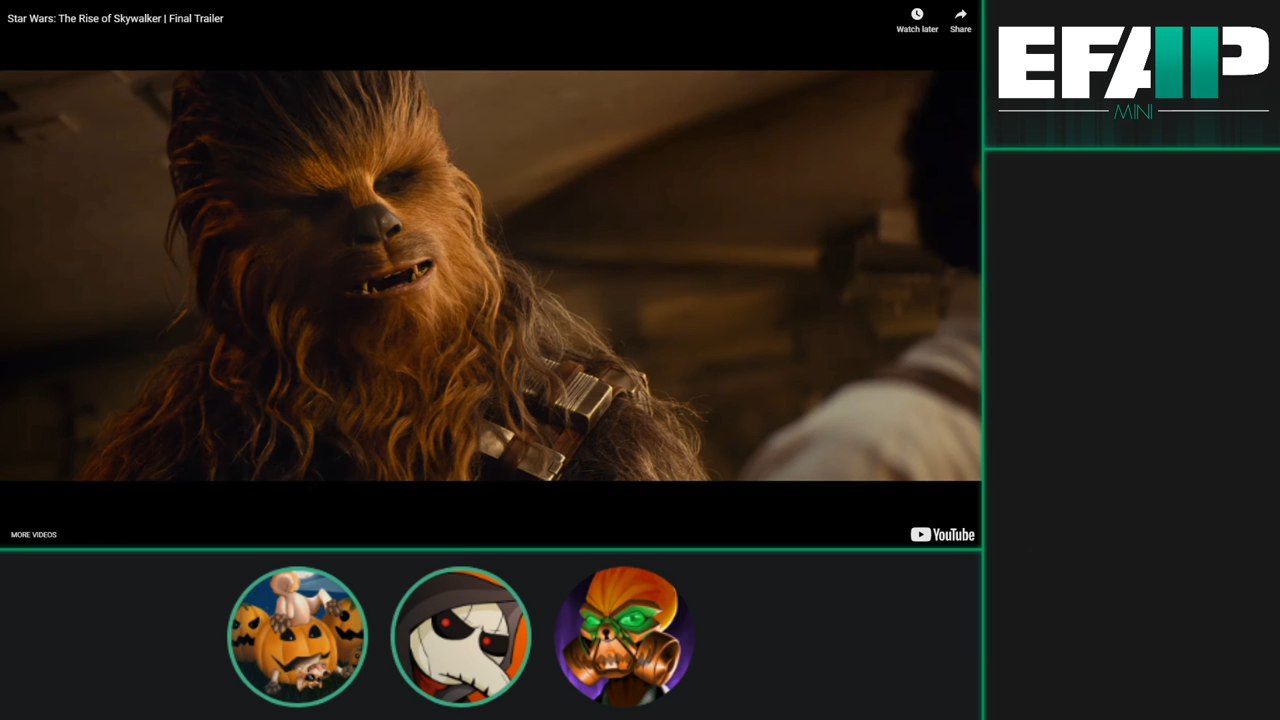 Star Wars: The Rise of Skywalker | Final Trailer
Watch later
Share
EFAP
MINI
MORE VIDEOS
YouTube